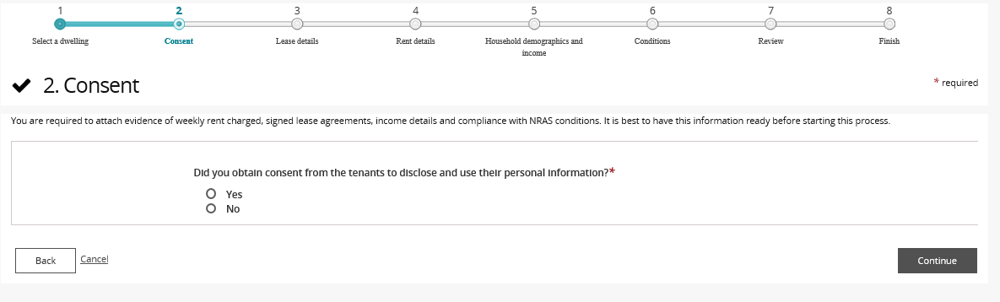 1 2 3 4 5 6 7 8
Select a dwelling Consent Lease details Rent details Household demographics and Conditions Review Finish
income
2. Consent
* required
You are required to attach evidence of weekly rent charged, signed lease agreements, income details and compliance with NRAS conditions. It is best to have this information ready before starting this process.
Did you obtain consent from the tenants to disclose and use their personal information?*
Yes
No
Back Cancel Continue